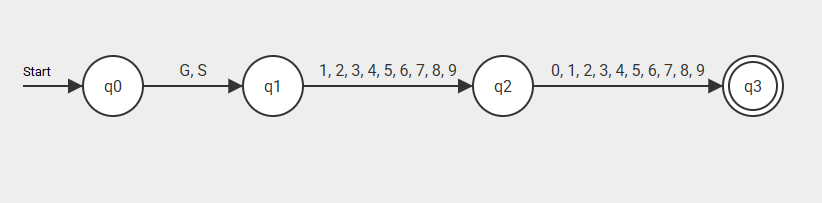 Start
q0
G, S
q1
1, 2, 3, 4, 5, 6, 7, 8, 9
q2
0, 1, 2, 3, 4, 5, 6, 7, 8, 9
q3